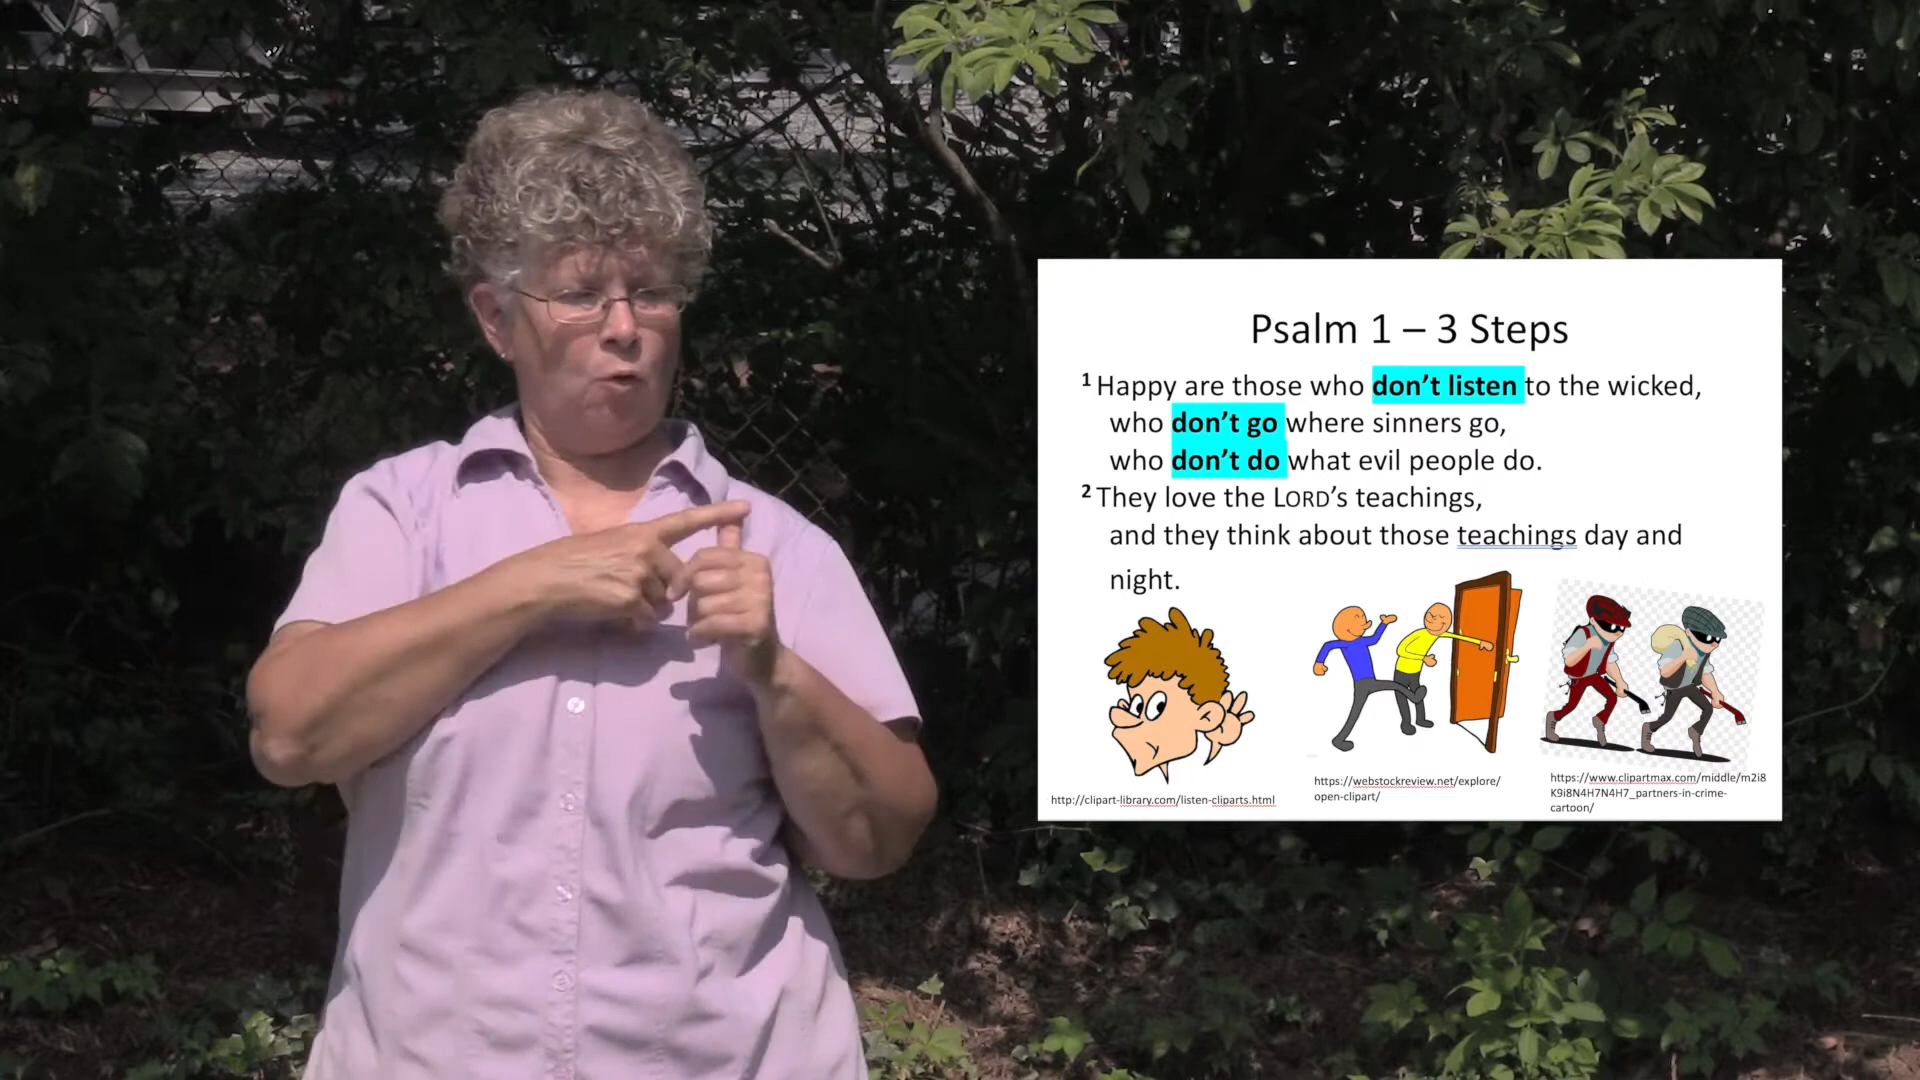 Psalm 1 – 3 Steps
1 Happy are those who don’t listen to the wicked,
who don’t go where sinners go,
who don’t do what evil people do.
2 They love the LORD’s teachings,
and they think about those teachings day and
night.
http://clipart-library.com/listen-cliparts.html
https://webstockreview.net/explore/
open-clipart/
https://www.clipartmax.com/middle/m2i8
K9i8N4H7N4H7_partners-in-crime-
cartoon/